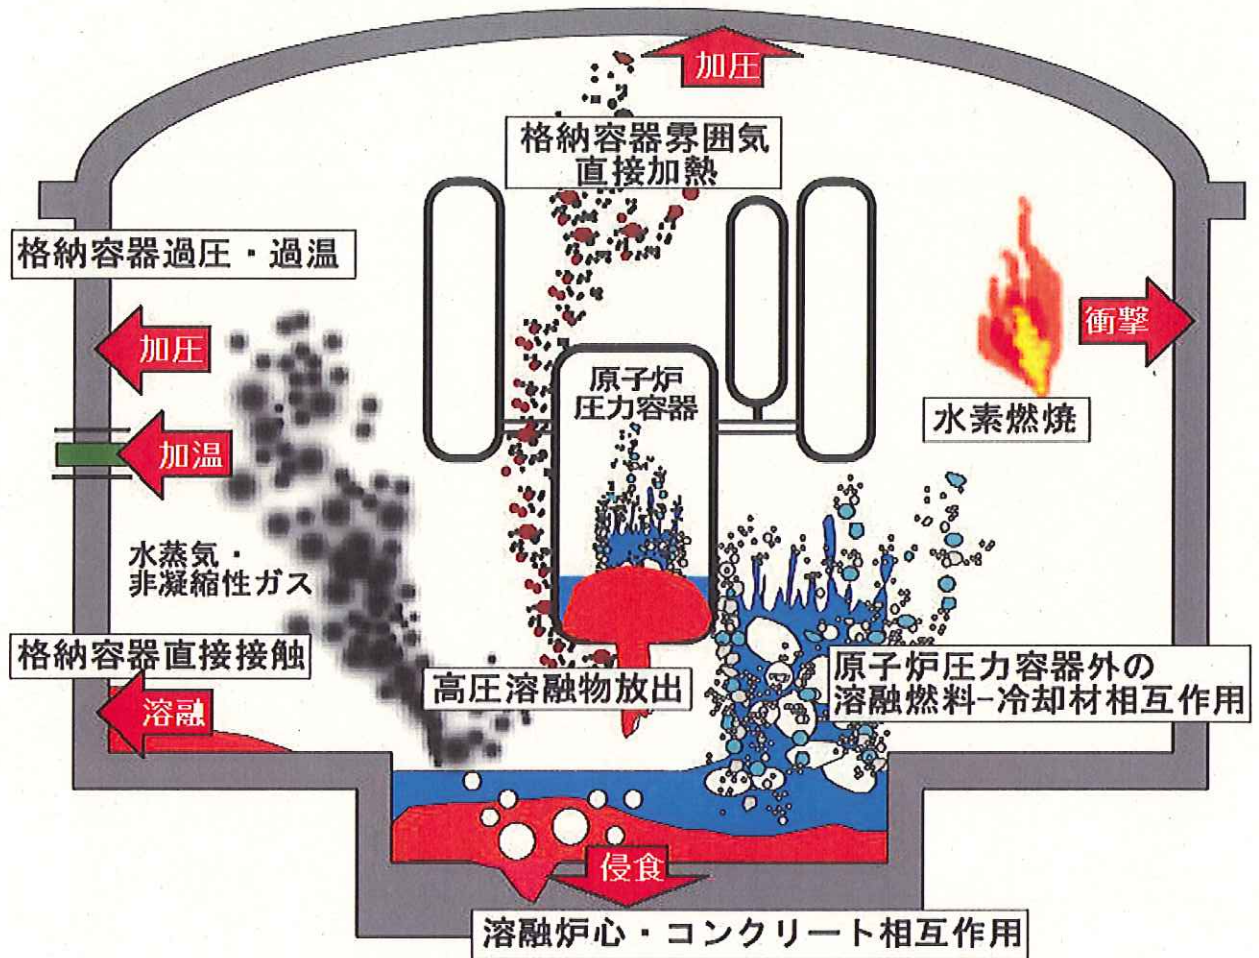 加圧
格納容器雰囲気
直接加熱
格納容器過圧・過温
加圧
衝撃
原子炉
圧力容器
水素燃焼
加温
水蒸気・
非凝縮性ガス
格納容器直接接触
溶融
高圧溶融物放出
原子炉圧力容器外の
溶融燃料-冷却材相互作用
侵食
溶融炉心・コンクリート相互作用